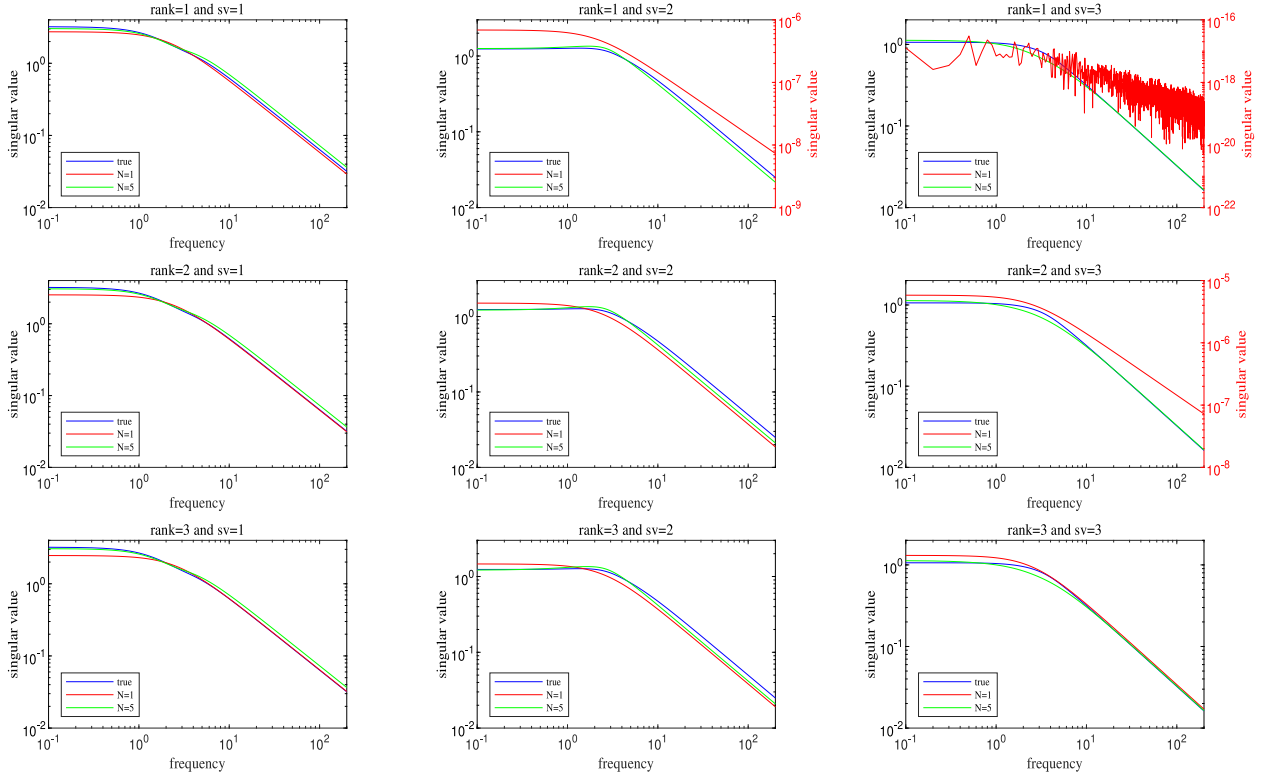 rank=1 and sv=1
singular value
10^0
10^-1
10^-2
true
N=1
N=5
10^-1 10^0 10^1 10^2
frequency
rank=1 and sv=2
singular value
10^0
10^-1
10^-2
true
N=1
N=5
10^-1 10^0 10^1 10^2
frequency
10^-6
10^-7
10^-8
10^-9
singular value
rank=1 and sv=3
singular value
10^0
10^-1
10^-2
true
N=1
N=5
10^-1 10^0 10^1 10^2
frequency
10^-16
10^-18
10^-20
10^-22
singular value
rank=2 and sv=1
singular value
10^0
10^-1
10^-2
true
N=1
N=5
10^-1 10^0 10^1 10^2
frequency
rank=2 and sv=2
singular value
10^0
10^-1
10^-2
true
N=1
N=5
10^-1 10^0 10^1 10^2
frequency
rank=2 and sv=3
singular value
10^0
10^-1
10^-2
true
N=1
N=5
10^-1 10^0 10^1 10^2
frequency
10^-5
10^-6
10^-7
10^-8
singular value
rank=3 and sv=1
singular value
10^0
10^-1
10^-2
true
N=1
N=5
10^-1 10^0 10^1 10^2
frequency
rank=3 and sv=2
singular value
10^0
10^-1
10^-2
true
N=1
N=5
10^-1 10^0 10^1 10^2
frequency
rank=3 and sv=3
singular value
10^0
10^-1
10^-2
true
N=1
N=5
10^-1 10^0 10^1 10^2
frequency